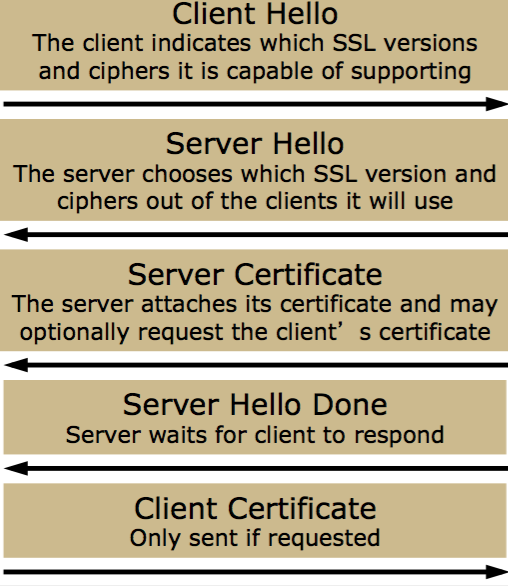 Client Hello
The client indicates which SSL versions
and ciphers it is capable of supporting
Server Hello
The server chooses which SSL version and
ciphers out of the clients it will use
Server Certificate
The server attaches its certificate and may
optionally request the client’ s certificate
Server Hello Done
Server waits for client to respond
Client Certificate
Only sent if requested